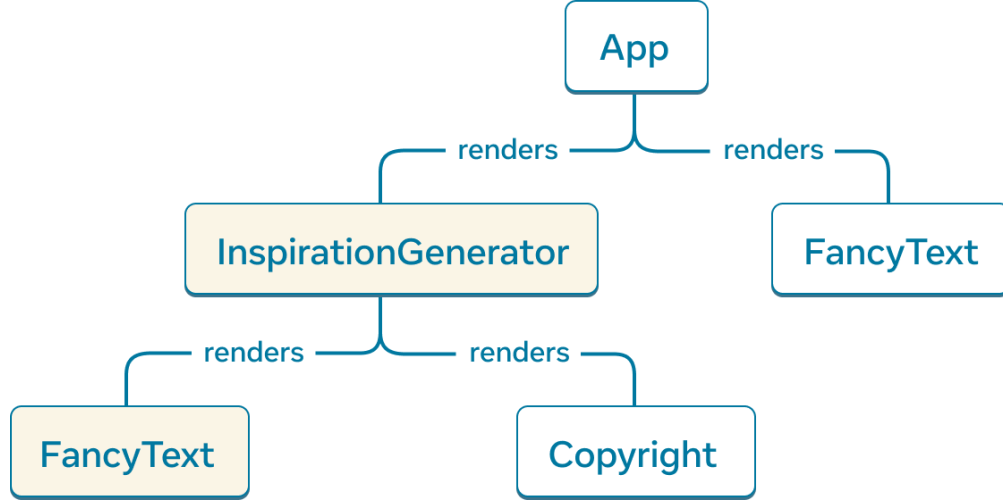 App
renders
renders
InspirationGenerator
FancyText
renders
renders
FancyText
Copyright